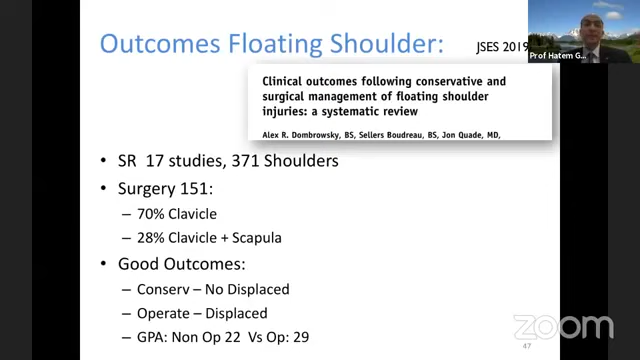 Outcomes Floating Shoulder:
JSES 2019
Prof Hatem G...
Clinical outcomes following conservative and
surgical management of floating shoulder
injuries: a systematic review
Alex R. Dombrowsky, BS, Sellers Boudreau, BS, Jon Quade, MD,
• SR 17 studies, 371 Shoulders
• Surgery 151:
– 70% Clavicle
– 28% Clavicle + Scapula
• Good Outcomes:
– Conserv – No Displaced
– Operate – Displaced
– GPA: Non Op 22 Vs Op: 29
zoom
47